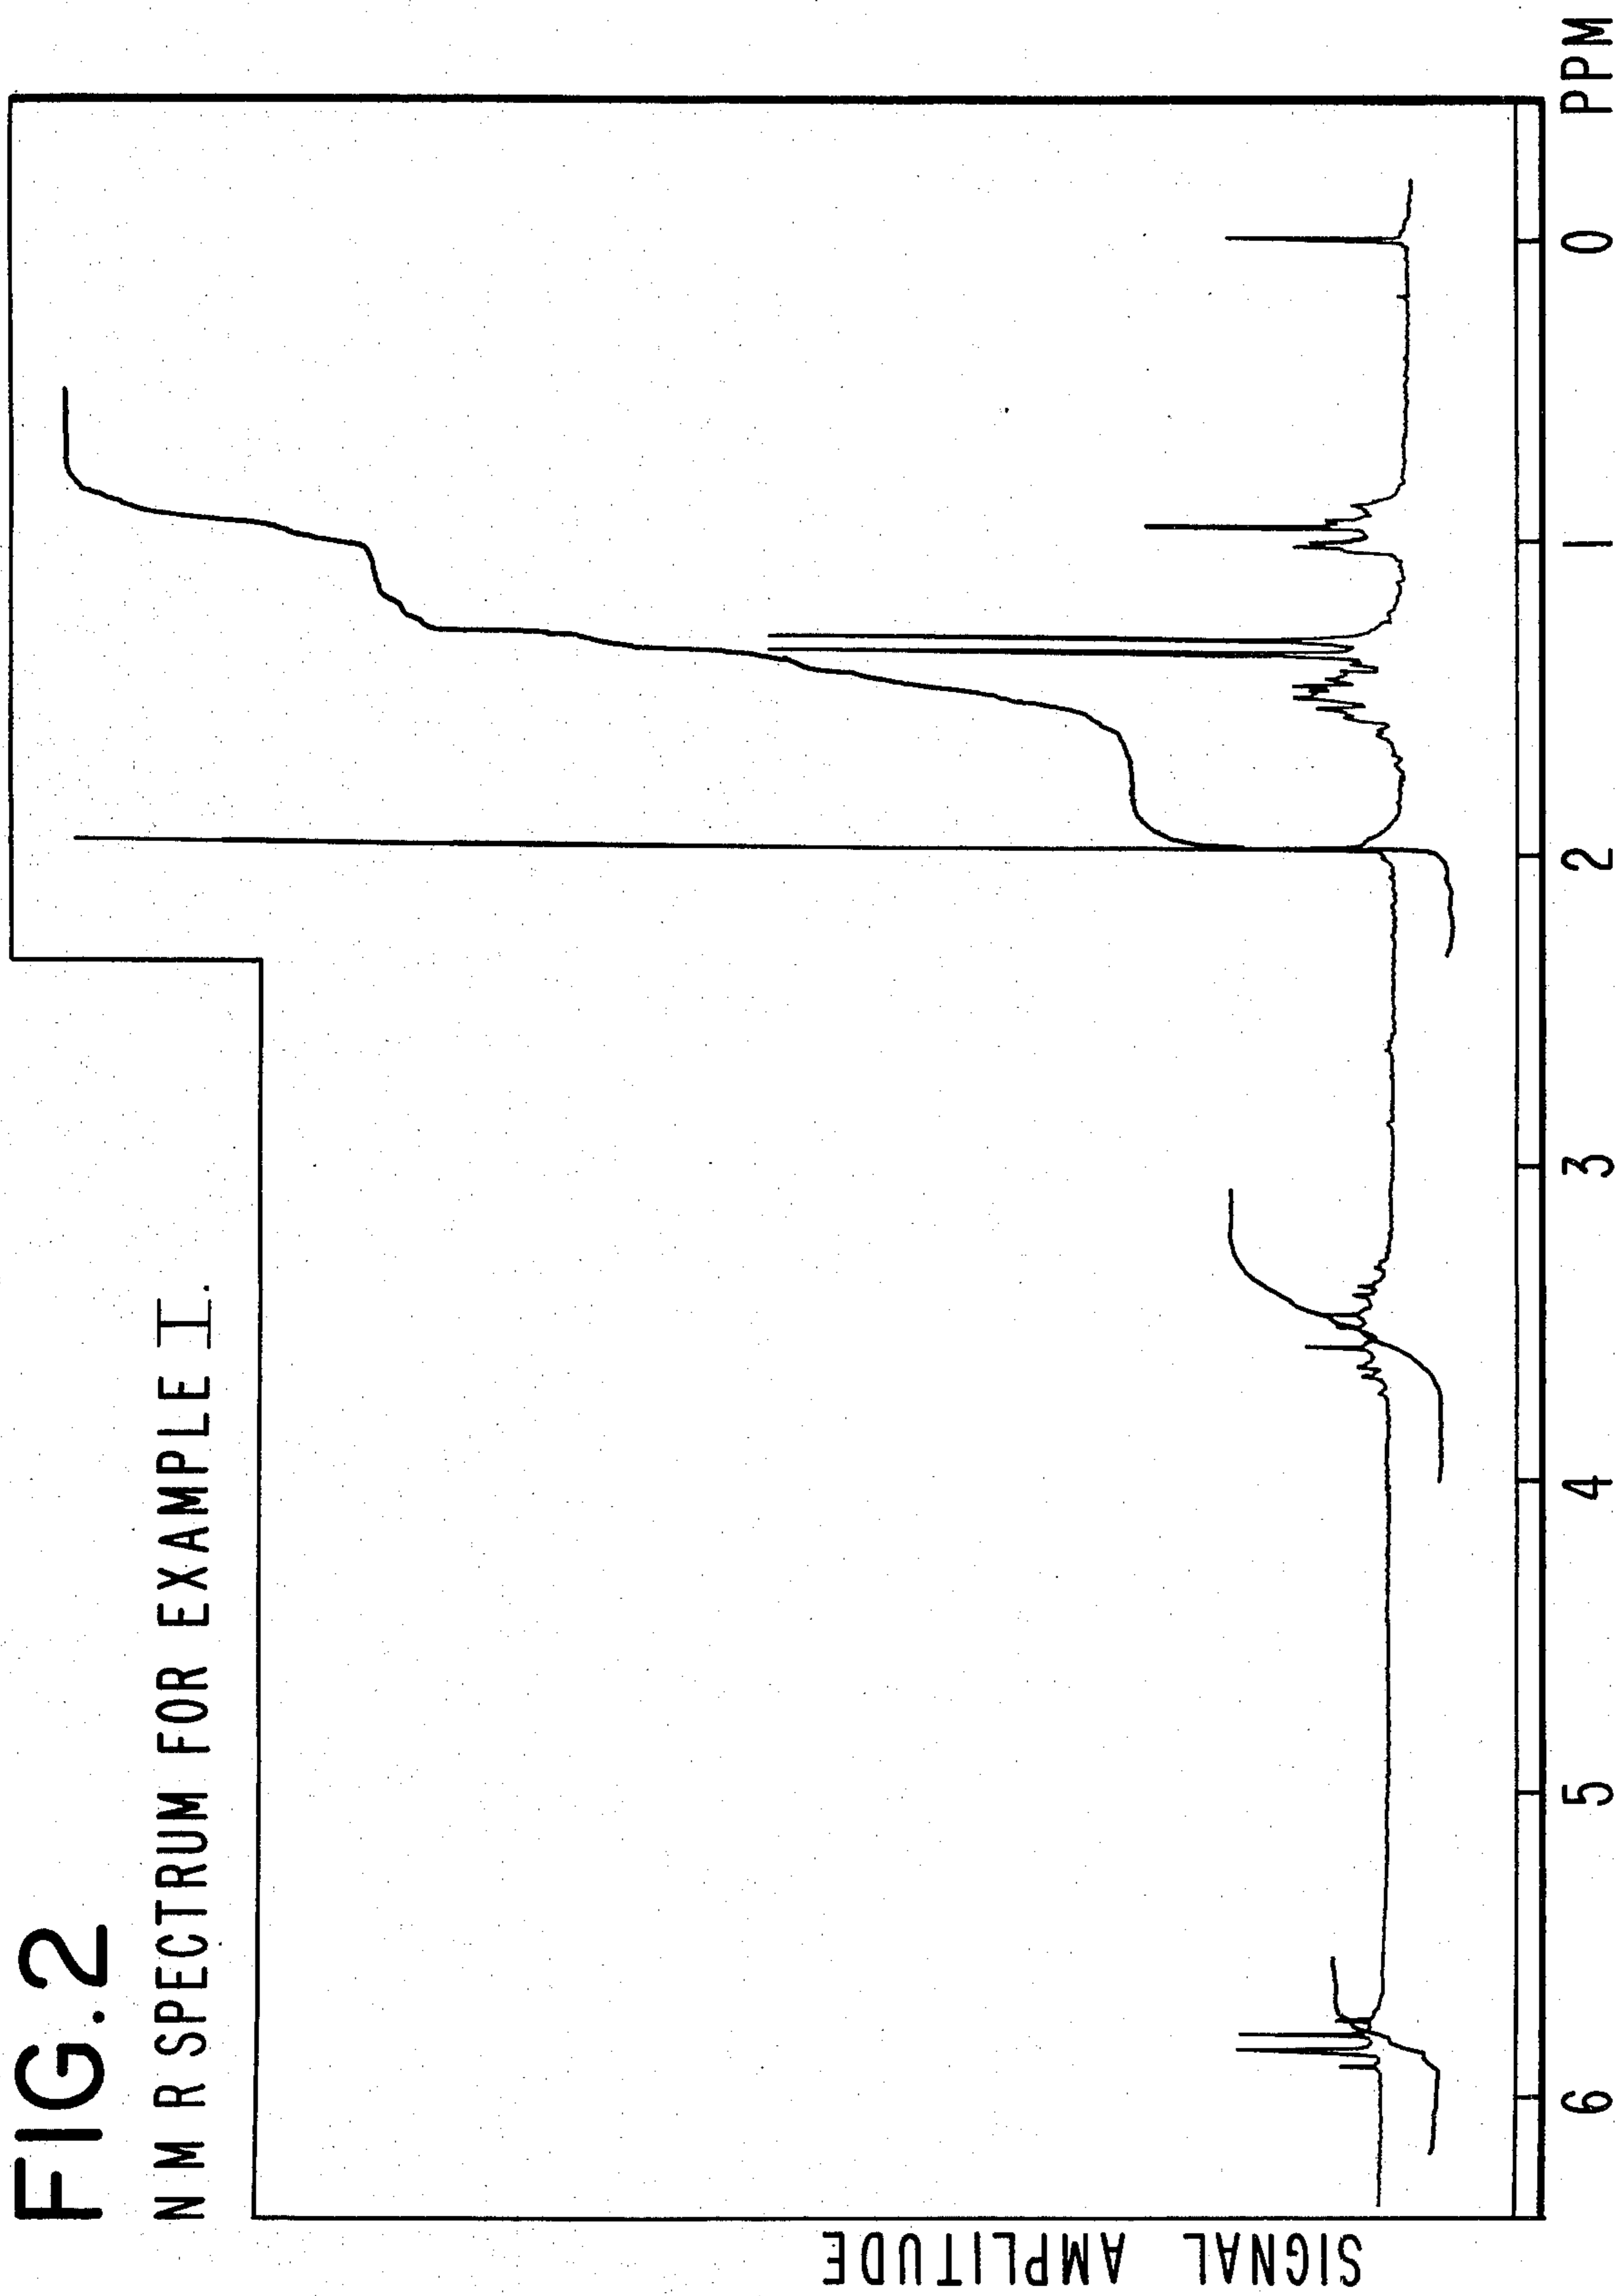 FIG.2
NMR SPECTRUM FOR EXAMPLE I.
SIGNAL AMPLITUDE
6 5 4 3 2 1 0 PPM